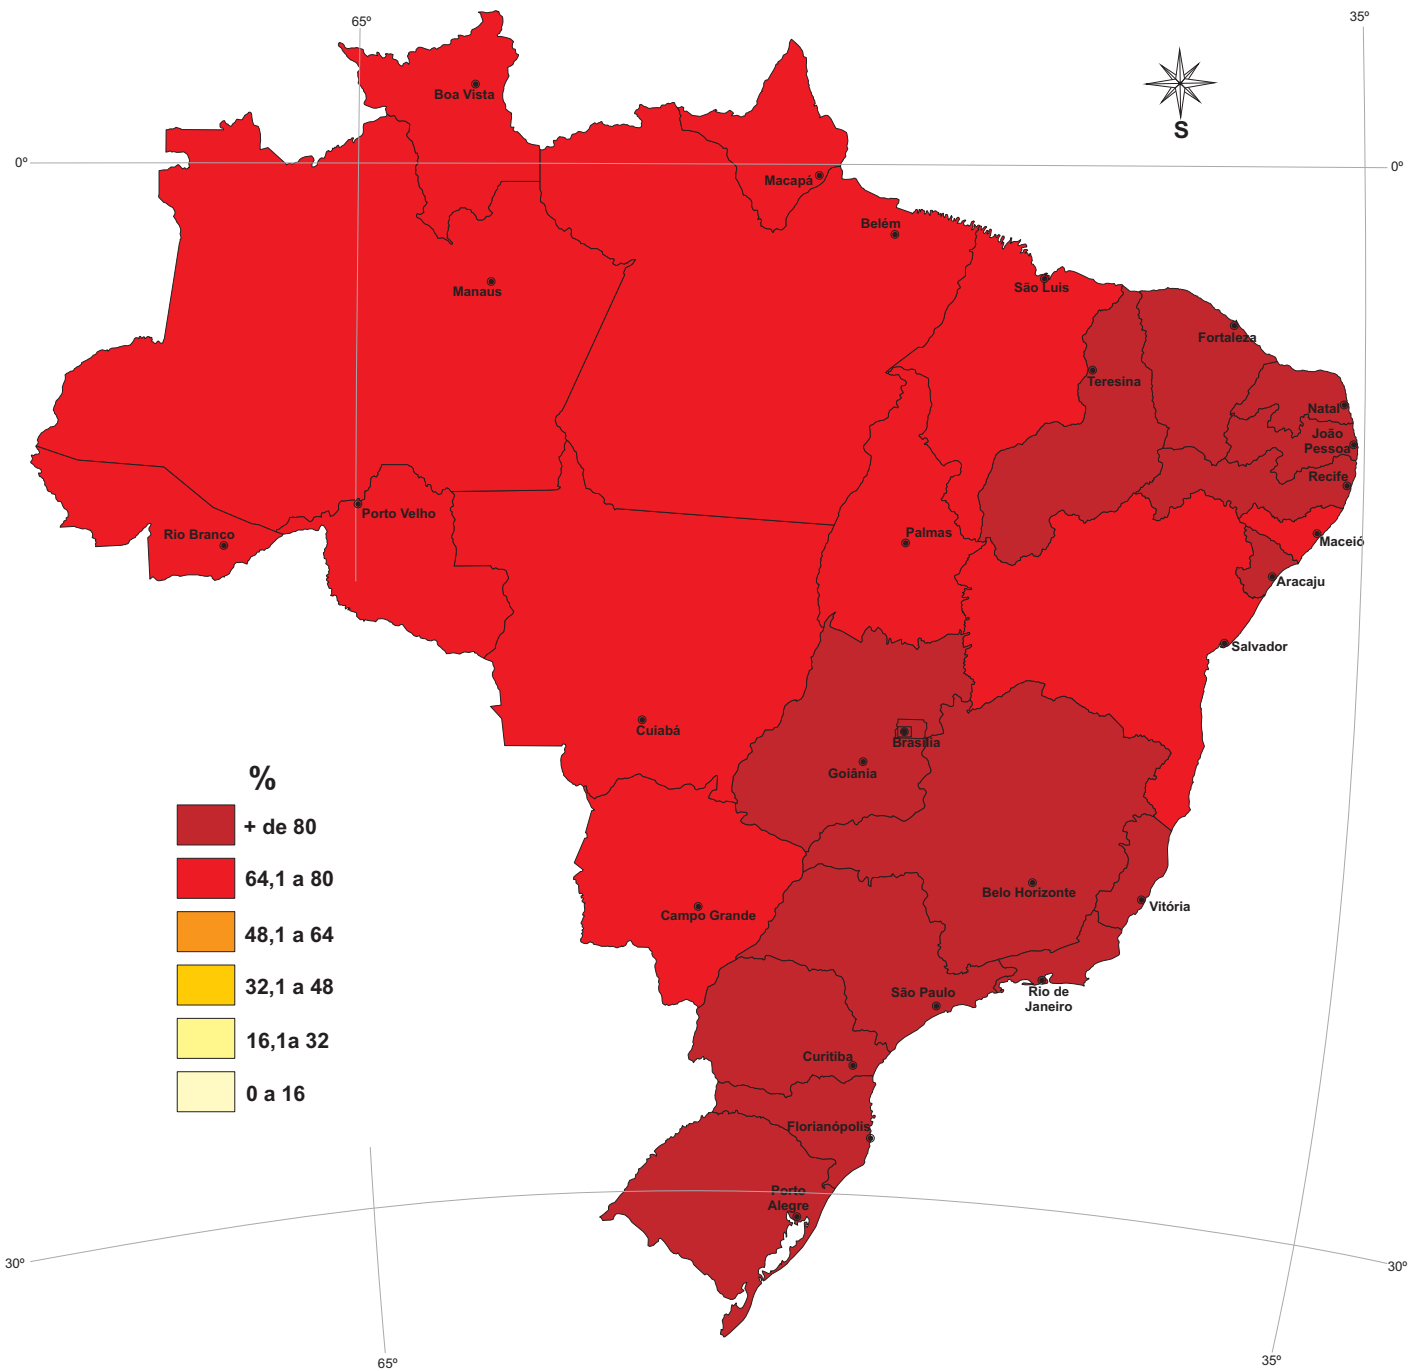 65º
35º
S
0º
0º
Boa Vista
Macapá
Belém
Manaus
São Luis
Fortaleza
Teresina
Natal
João
Pessoa
Recife
Porto Velho
Rio Branco
Palmas
Maceió
Aracaju
Salvador
Cuiabá
Brasília
Goiânia
Belo Horizonte
Vitória
Campo Grande
São Paulo
Rio de
Janeiro
Curitiba
Florianópolis
Porto
Alegre
%
+ de 80
64,1 a 80
48,1 a 64
32,1 a 48
16,1a 32
0 a 16
30º
30º
65º
35º